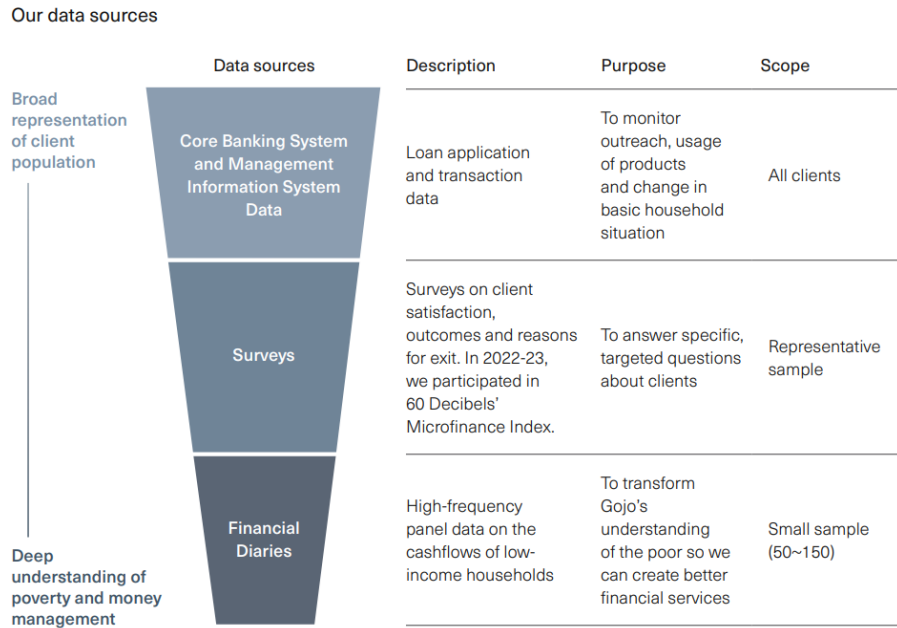 Our data sources
Data sources
Description
Purpose
Scope
Broad
representation
of client
population
Core Banking System
and Management
Information System
Data
Loan application
and transaction
data
To monitor
outreach, usage
of products
and change in
basic household
situation
All clients
Surveys
Surveys on client
satisfaction,
outcomes and reasons
for exit. In 2022-23,
we participated in
60 Decibels’
Microfinance Index.
To answer specific,
targeted questions
about clients
Representative
sample
Financial
Diaries
High-frequency
panel data on the
cashflows of low-
income households
To transform
Gojo’s
understanding
of the poor so we
can create better
financial services
Small sample
(50~150)
Deep
understanding of
poverty and money
management